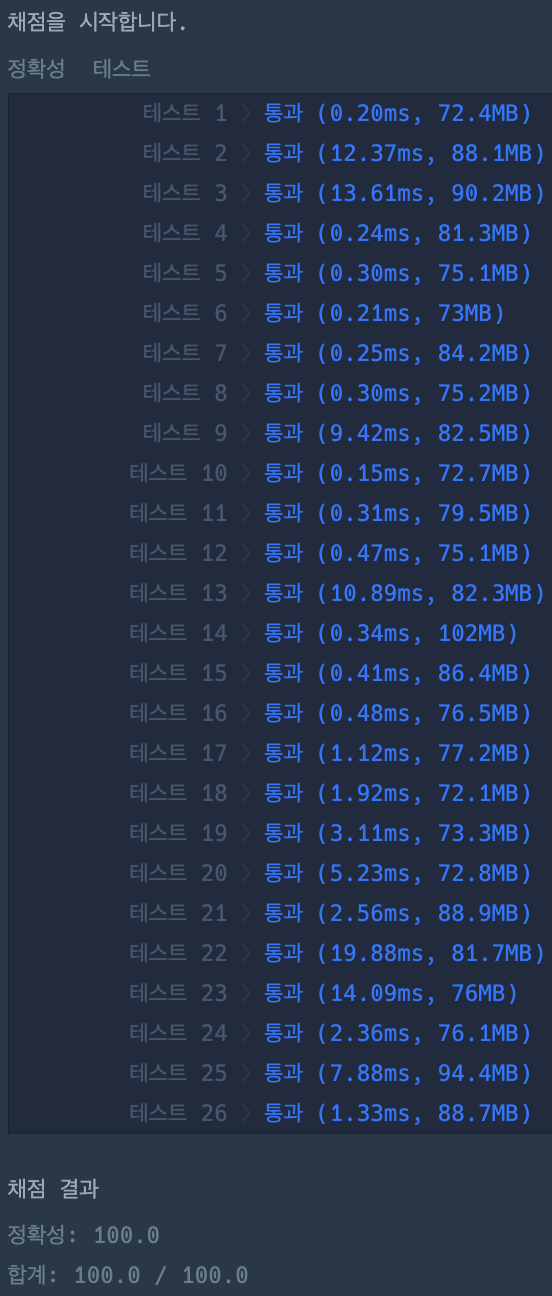 채점을 시작합니다.
정확성 테스트
테스트 1 〉 통과 (0.20ms, 72.4MB)
테스트 2 〉 통과 (12.37ms, 88.1MB)
테스트 3 〉 통과 (13.61ms, 90.2MB)
테스트 4 〉 통과 (0.24ms, 81.3MB)
테스트 5 〉 통과 (0.30ms, 75.1MB)
테스트 6 〉 통과 (0.21ms, 73MB)
테스트 7 〉 통과 (0.25ms, 84.2MB)
테스트 8 〉 통과 (0.30ms, 75.2MB)
테스트 9 〉 통과 (9.42ms, 82.5MB)
테스트 10 〉 통과 (0.15ms, 72.7MB)
테스트 11 〉 통과 (0.31ms, 79.5MB)
테스트 12 〉 통과 (0.47ms, 75.1MB)
테스트 13 〉 통과 (10.89ms, 82.3MB)
테스트 14 〉 통과 (0.34ms, 102MB)
테스트 15 〉 통과 (0.41ms, 86.4MB)
테스트 16 〉 통과 (0.48ms, 76.5MB)
테스트 17 〉 통과 (1.12ms, 77.2MB)
테스트 18 〉 통과 (1.92ms, 72.1MB)
테스트 19 〉 통과 (3.11ms, 73.3MB)
테스트 20 〉 통과 (5.23ms, 72.8MB)
테스트 21 〉 통과 (2.56ms, 88.9MB)
테스트 22 〉 통과 (19.88ms, 81.7MB)
테스트 23 〉 통과 (14.09ms, 76MB)
테스트 24 〉 통과 (2.36ms, 76.1MB)
테스트 25 〉 통과 (7.88ms, 94.4MB)
테스트 26 〉 통과 (1.33ms, 88.7MB)
채점 결과
정확성: 100.0
합계: 100.0 / 100.0